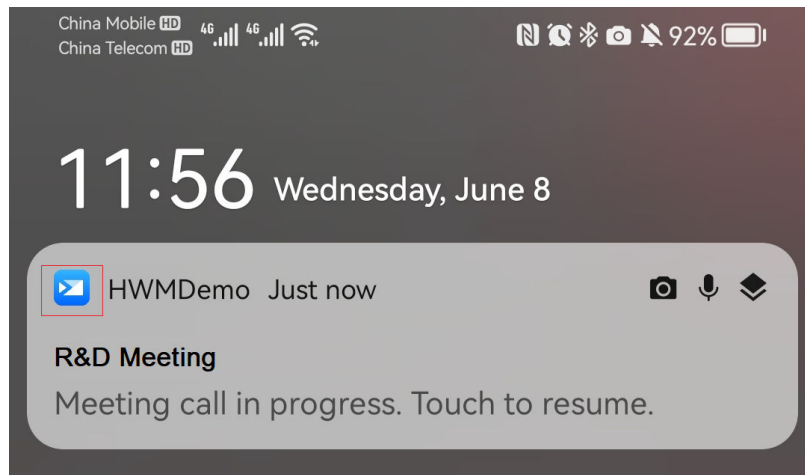 China Mobile HD
China Telecom HD
4G 4G 92%
11:56 Wednesday, June 8
HWMDemo Just now
R&D Meeting
Meeting call in progress. Touch to resume.